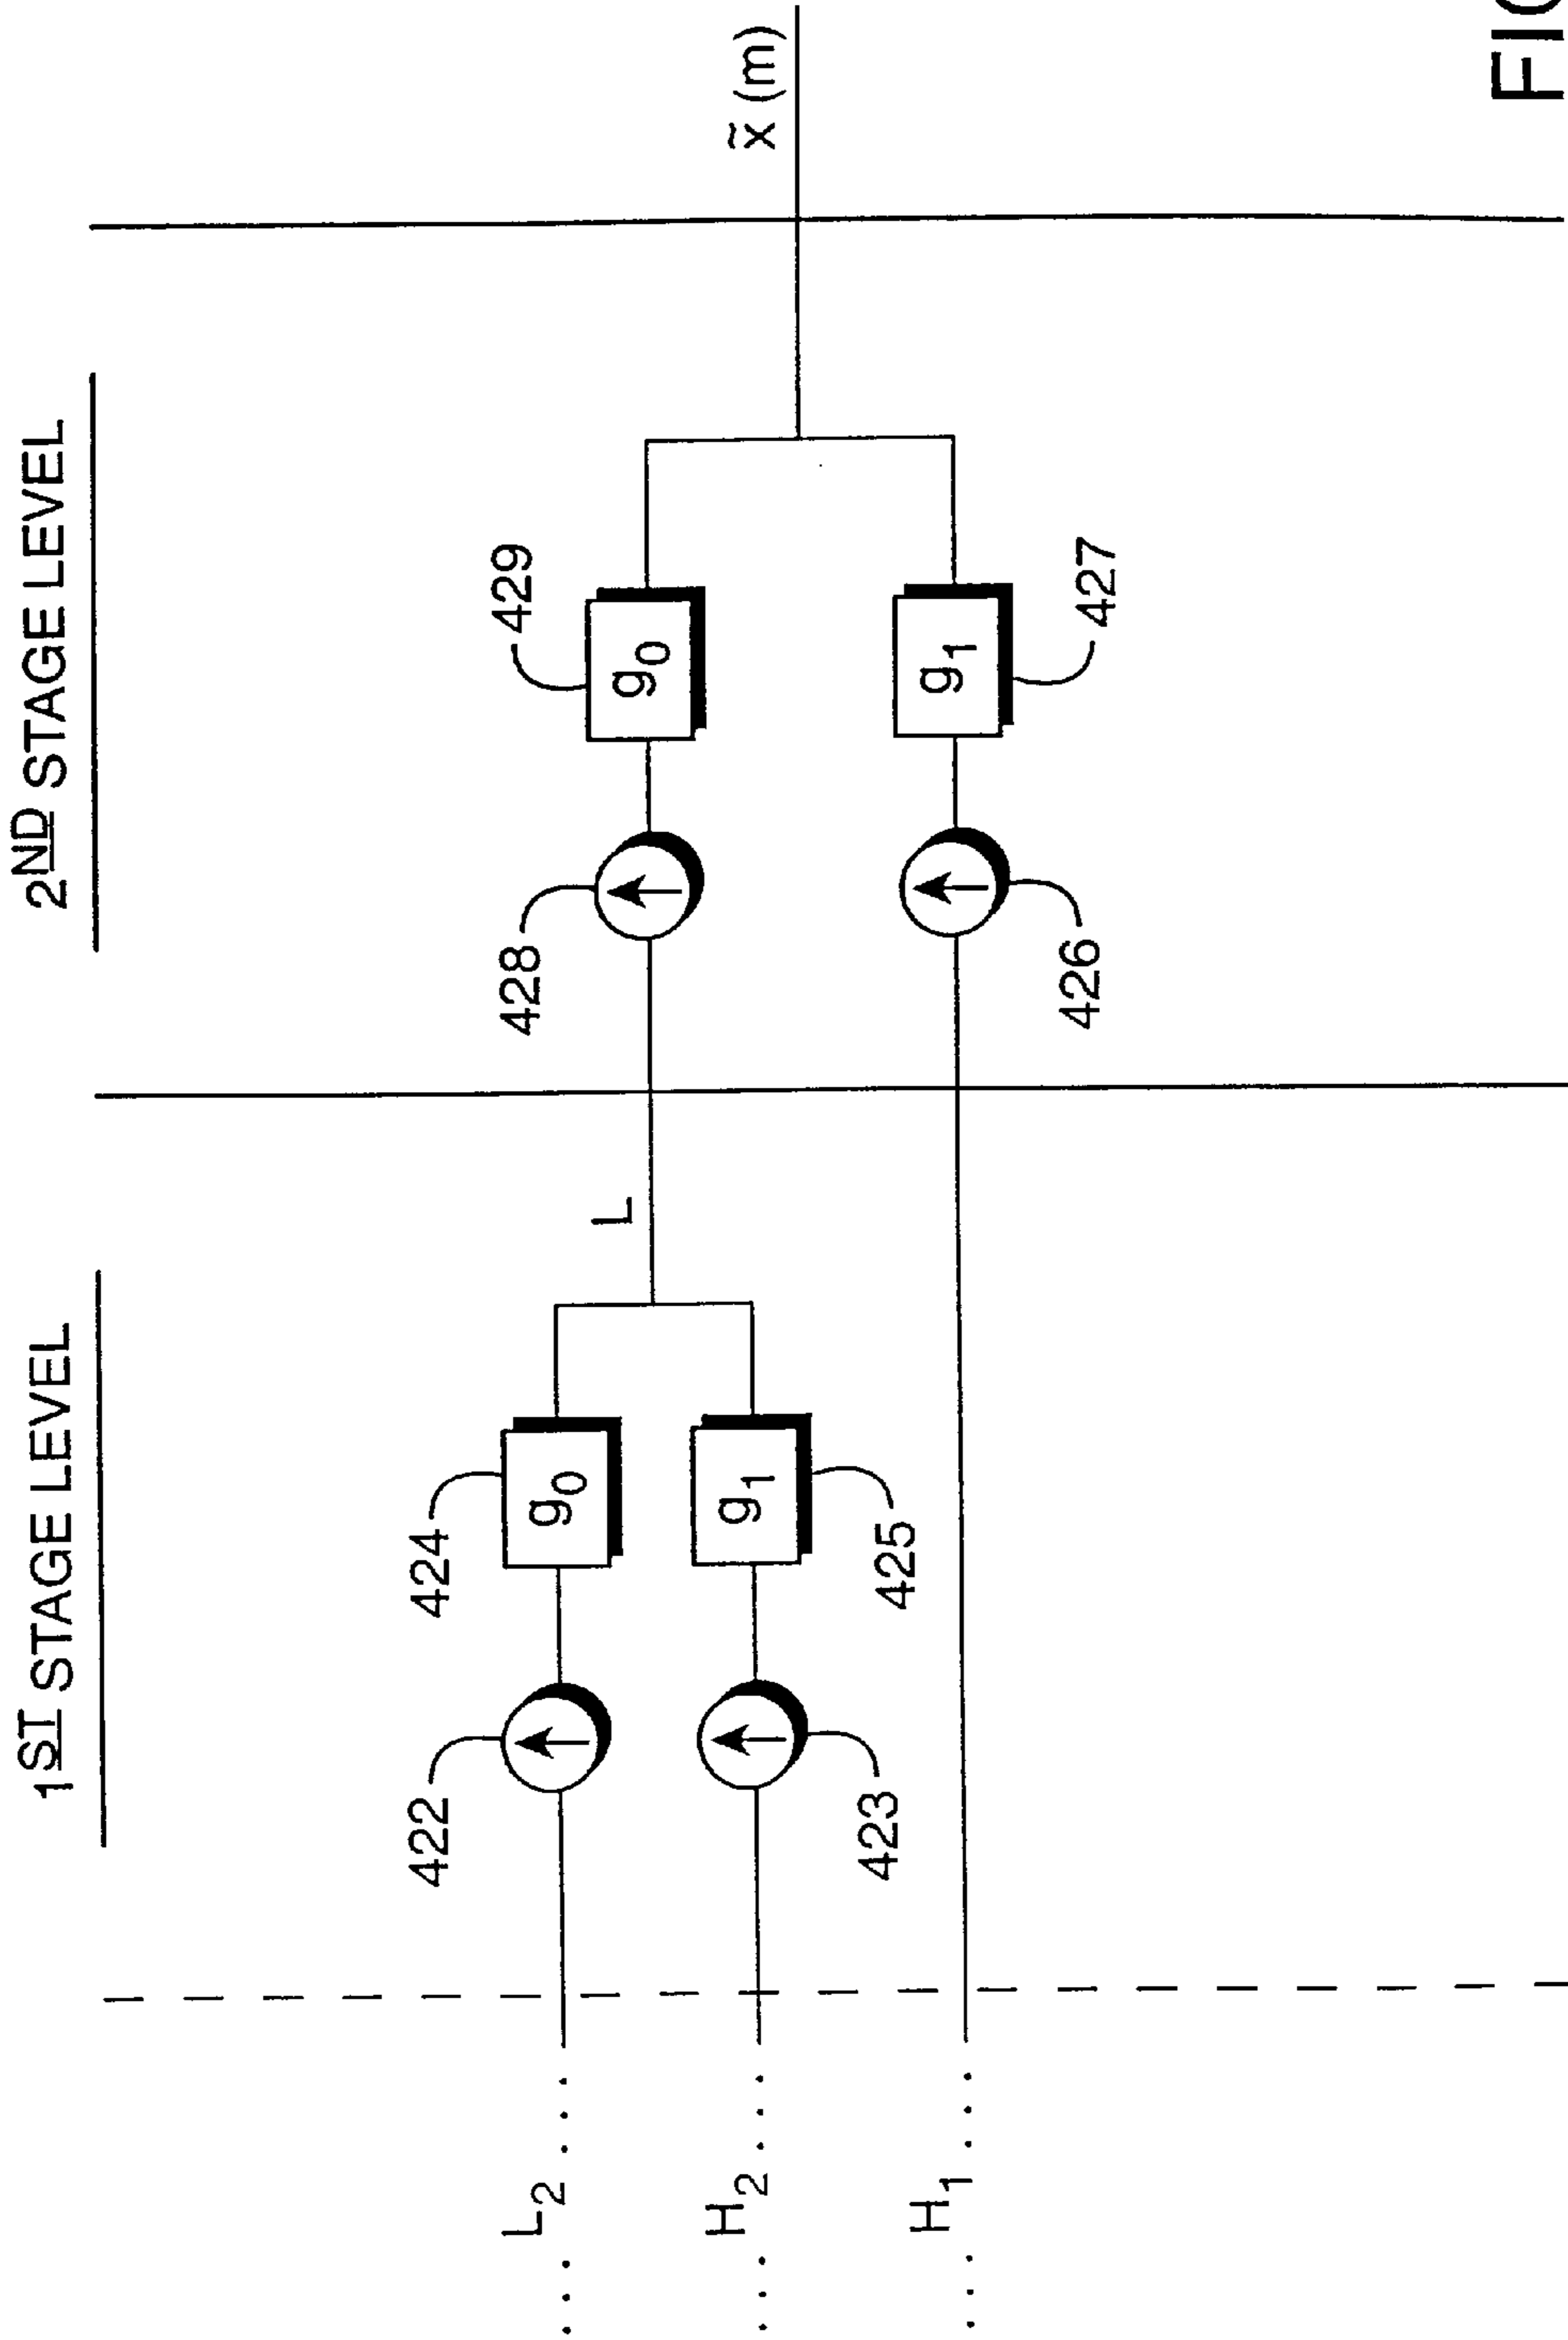 1ST STAGE LEVEL
2ND STAGE LEVEL
422
424
428
429
L2
g0
L
g0
x̃ (m)
H2
g1
423
425
H1
g1
426
427